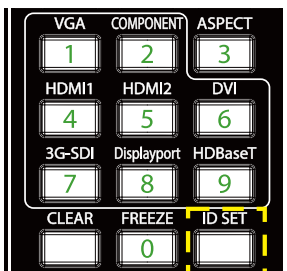 VGA COMPONENT ASPECT
1 2 3
HDMI1 HDMI2 DVI
4 5 6
3G-SDI Displayport HDBaseT
7 8 9
CLEAR FREEZE ID SET
0